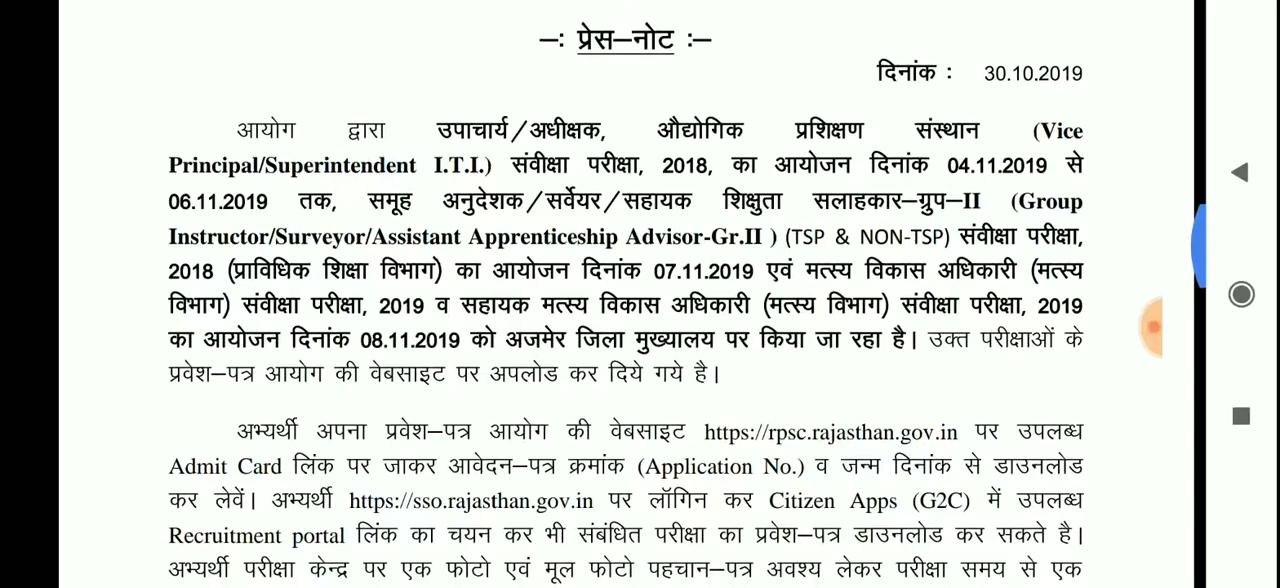 –: प्रेस–नोट :–
दिनांक : 30.10.2019
आयोग द्वारा उपाचार्य/अधीक्षक, औद्योगिक प्रशिक्षण संस्थान (Vice
Principal/Superintendent I.T.I.) संवीक्षा परीक्षा, 2018, का आयोजन दिनांक 04.11.2019 से
06.11.2019 तक, समूह अनुदेशक/सर्वेयर/सहायक शिक्षुता सलाहकार–ग्रुप–II (Group
Instructor/Surveyor/Assistant Apprenticeship Advisor-Gr.II ) (TSP & NON-TSP) संवीक्षा परीक्षा,
2018 (प्राविधिक शिक्षा विभाग) का आयोजन दिनांक 07.11.2019 एवं मत्स्य विकास अधिकारी (मत्स्य
विभाग) संवीक्षा परीक्षा, 2019 व सहायक मत्स्य विकास अधिकारी (मत्स्य विभाग) संवीक्षा परीक्षा, 2019
का आयोजन दिनांक 08.11.2019 को अजमेर जिला मुख्यालय पर किया जा रहा है। उक्त परीक्षाओं के
प्रवेश–पत्र आयोग की वेबसाइट पर अपलोड कर दिये गये है।
अभ्यर्थी अपना प्रवेश–पत्र आयोग की वेबसाइट https://rpsc.rajasthan.gov.in पर उपलब्ध
Admit Card लिंक पर जाकर आवेदन–पत्र क्रमांक (Application No.) व जन्म दिनांक से डाउनलोड
कर लेवें। अभ्यर्थी https://sso.rajasthan.gov.in पर लॉगिन कर Citizen Apps (G2C) में उपलब्ध
Recruitment portal लिंक का चयन कर भी संबंधित परीक्षा का प्रवेश–पत्र डाउनलोड कर सकते है।
अभ्यर्थी परीक्षा केन्द्र पर एक फोटो एवं मूल फोटो पहचान–पत्र अवश्य लेकर परीक्षा समय से एक